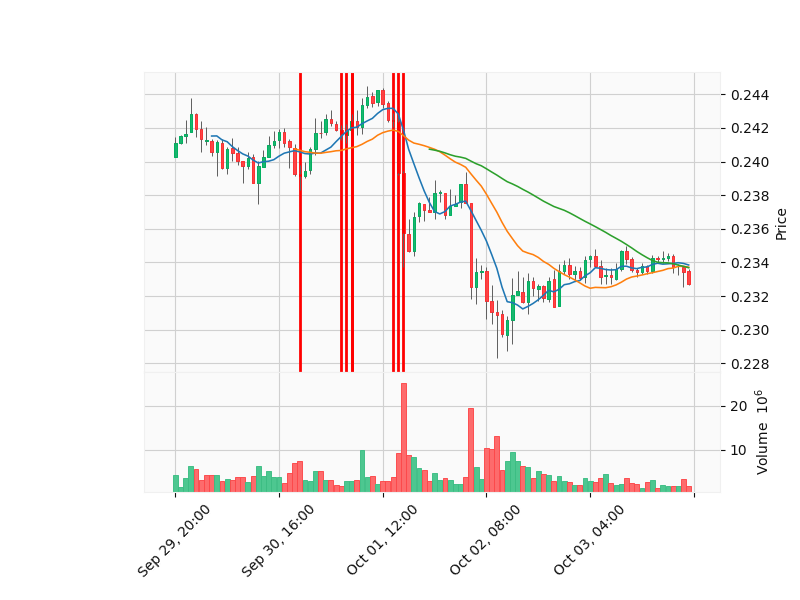 0.244
0.242
0.240
0.238
0.236
0.234
0.232
0.230
0.228
Price
20
10
Volume 10⁶
Sep 29, 20:00
Sep 30, 16:00
Oct 01, 12:00
Oct 02, 08:00
Oct 03, 04:00